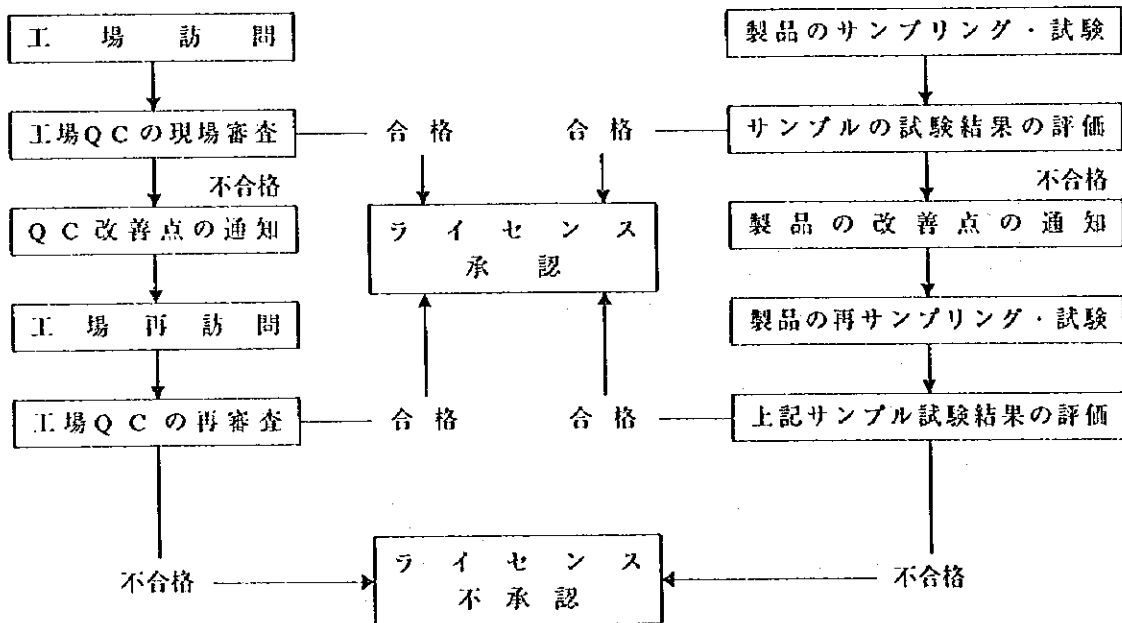 工場訪問
製品のサンプリング・試験
工場QCの現場審査
合格
合格
サンプルの試験結果の評価
不合格
不合格
QC改善点の通知
ライセンス
承認
製品の改善点の通知
工場再訪問
製品の再サンプリング・試験
工場QCの再審査
合格
合格
上記サンプル試験結果の評価
ライセンス
不承認
不合格
不合格